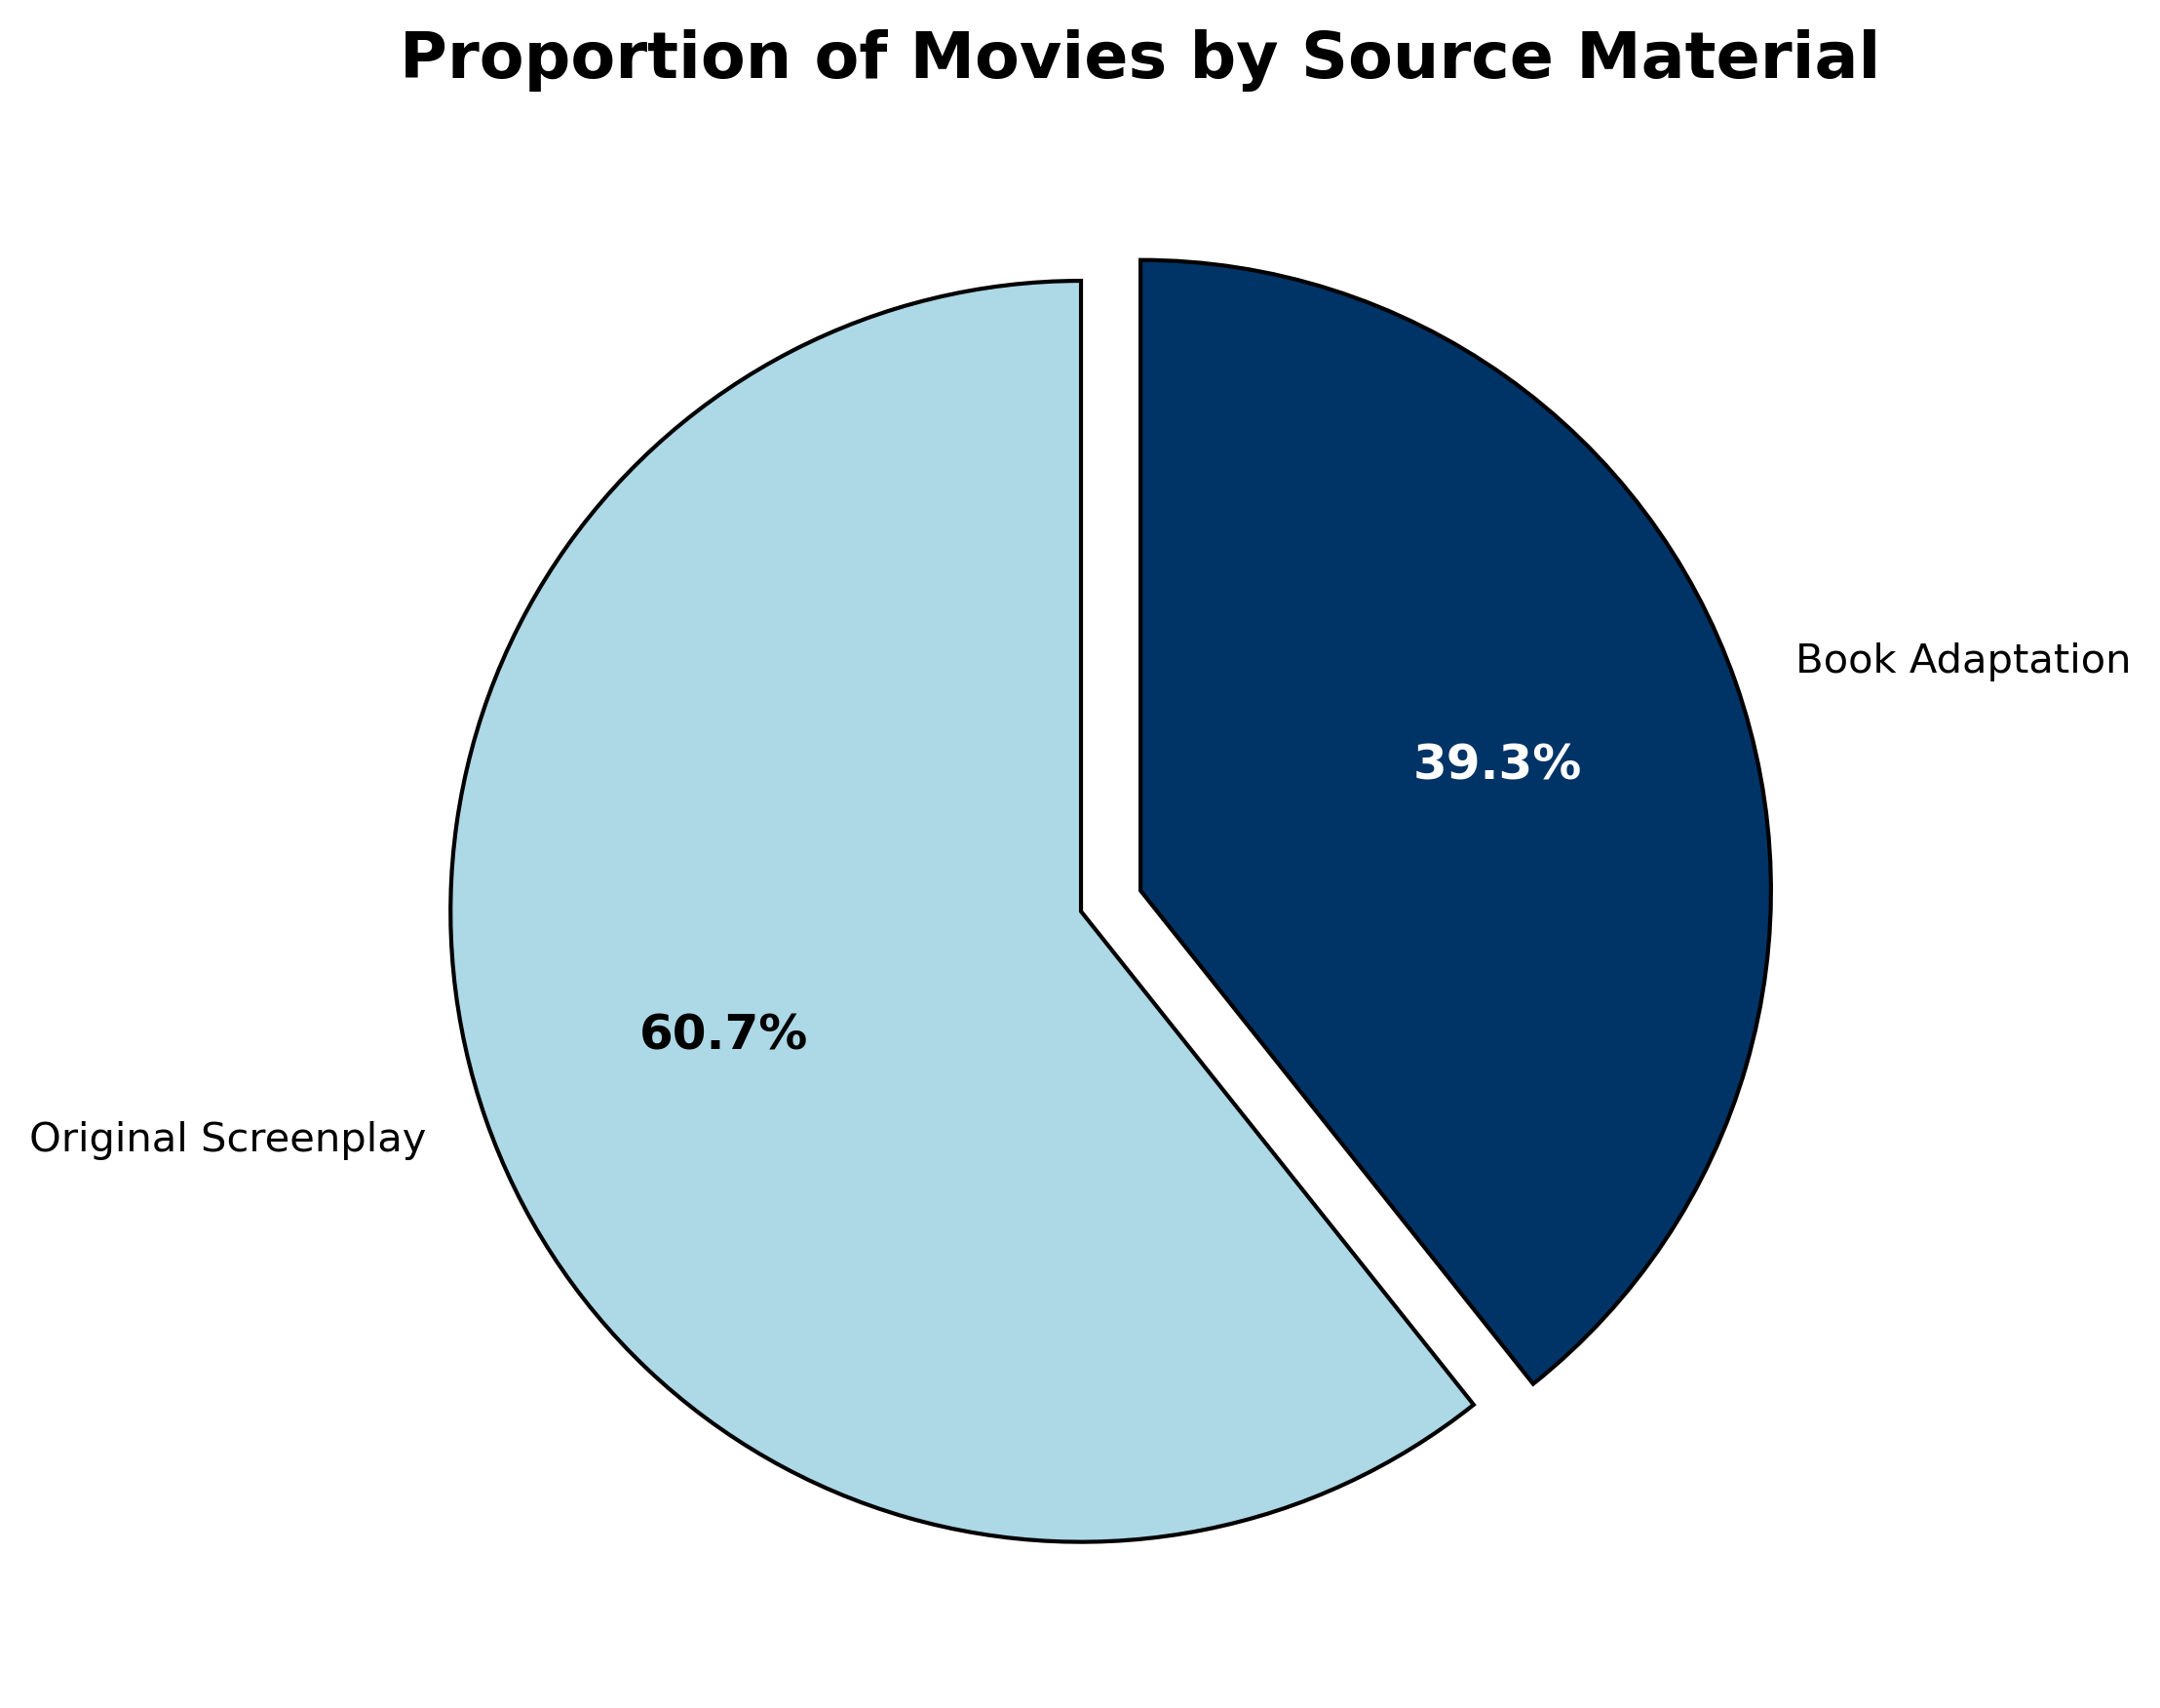 Proportion of Movies by Source Material
Book Adaptation
39.3%
60.7%
Original Screenplay